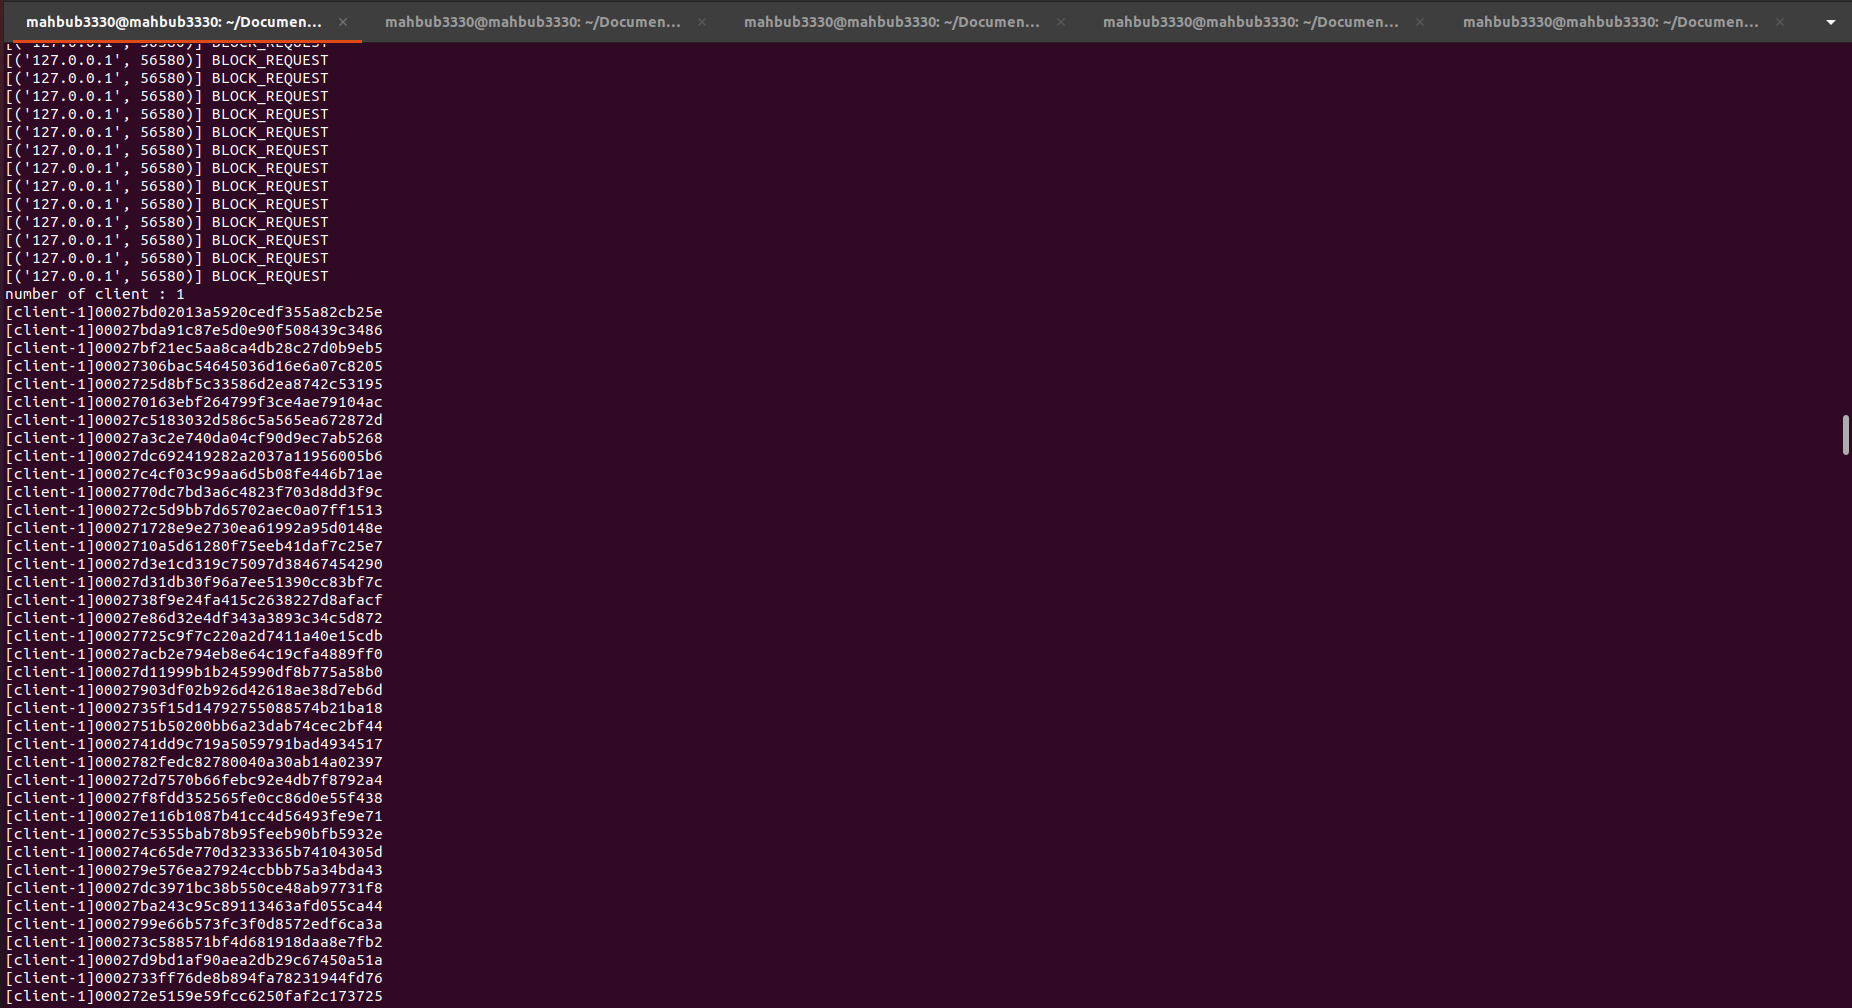 mahbub3330@mahbub3330: ~/Documen... × mahbub3330@mahbub3330: ~/Documen... × mahbub3330@mahbub3330: ~/Documen... × mahbub3330@mahbub3330: ~/Documen... × mahbub3330@mahbub3330: ~/Documen... ×
[('127.0.0.1', 56580)] BLOCK_REQUEST
[('127.0.0.1', 56580)] BLOCK_REQUEST
[('127.0.0.1', 56580)] BLOCK_REQUEST
[('127.0.0.1', 56580)] BLOCK_REQUEST
[('127.0.0.1', 56580)] BLOCK_REQUEST
[('127.0.0.1', 56580)] BLOCK_REQUEST
[('127.0.0.1', 56580)] BLOCK_REQUEST
[('127.0.0.1', 56580)] BLOCK_REQUEST
[('127.0.0.1', 56580)] BLOCK_REQUEST
[('127.0.0.1', 56580)] BLOCK_REQUEST
[('127.0.0.1', 56580)] BLOCK_REQUEST
[('127.0.0.1', 56580)] BLOCK_REQUEST
[('127.0.0.1', 56580)] BLOCK_REQUEST
[('127.0.0.1', 56580)] BLOCK_REQUEST
number of client : 1
[client-1]00027bd02013a5920cedf355a82cb25e
[client-1]00027bda91c87e5d0e90f508439c3486
[client-1]00027bf21ec5aa8ca4db28c27d0b9eb5
[client-1]00027306bac54645036d16e6a07c8205
[client-1]0002725d8bf5c33586d2ea8742c53195
[client-1]000270163ebf264799f3ce4ae79104ac
[client-1]00027c5183032d586c5a565ea672872d
[client-1]00027a3c2e740da04cf90d9ec7ab5268
[client-1]00027dc692419282a2037a11956005b6
[client-1]00027c4cf03c99aa6d5b08fe446b71ae
[client-1]0002770dc7bd3a6c4823f703d8dd3f9c
[client-1]000272c5d9bb7d65702aec0a07ff1513
[client-1]000271728e9e2730ea61992a95d0148e
[client-1]0002710a5d61280f75eeb41daf7c25e7
[client-1]00027d3e1cd319c75097d38467454290
[client-1]00027d31db30f96a7ee51390cc83bf7c
[client-1]0002738f9e24fa415c2638227d8afacf
[client-1]00027e86d32e4df343a3893c34c5d872
[client-1]00027725c9f7c220a2d7411a40e15cdb
[client-1]00027acb2e794eb8e64c19cfa4889ff0
[client-1]00027d11999b1b245990df8b775a58b0
[client-1]00027903df02b926d42618ae38d7eb6d
[client-1]0002735f15d14792755088574b21ba18
[client-1]0002751b50200bb6a23dab74cec2bf44
[client-1]0002741dd9c719a5059791bad4934517
[client-1]0002782fedc82780040a30ab14a02397
[client-1]000272d7570b66febc92e4db7f8792a4
[client-1]00027f8fdd352565fe0cc86d0e55f438
[client-1]00027e116b1087b41cc4d56493fe9e71
[client-1]00027c5355bab78b95feeb90bfb5932e
[client-1]000274c65de770d3233365b74104305d
[client-1]000279e576ea27924ccbbb75a34bda43
[client-1]00027dc3971bc38b550ce48ab97731f8
[client-1]00027ba243c95c89113463afd055ca44
[client-1]0002799e66b573fc3f0d8572edf6ca3a
[client-1]000273c588571bf4d681918daa8e7fb2
[client-1]00027d9bd1af90aea2db29c67450a51a
[client-1]0002733ff76de8b894fa78231944fd76
[client-1]000272e5159e59fcc6250faf2c173725